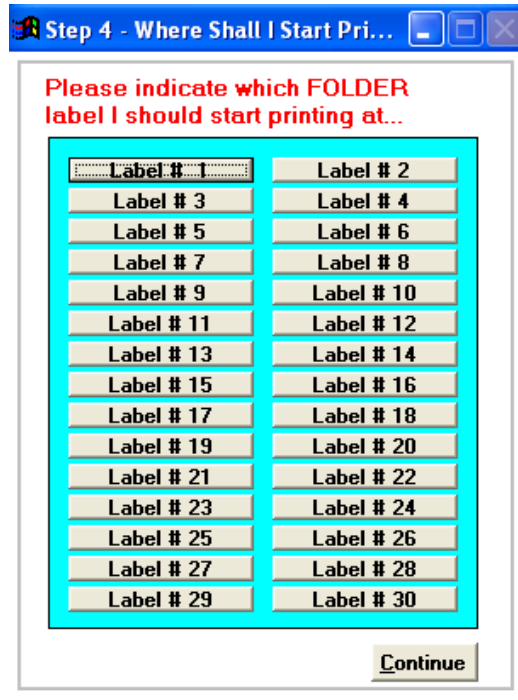 Step 4 - Where Shall I Start Pri...
Please indicate which FOLDER
label I should start printing at...
Label # 1 Label # 2
Label # 3 Label # 4
Label # 5 Label # 6
Label # 7 Label # 8
Label # 9 Label # 10
Label # 11 Label # 12
Label # 13 Label # 14
Label # 15 Label # 16
Label # 17 Label # 18
Label # 19 Label # 20
Label # 21 Label # 22
Label # 23 Label # 24
Label # 25 Label # 26
Label # 27 Label # 28
Label # 29 Label # 30
Continue